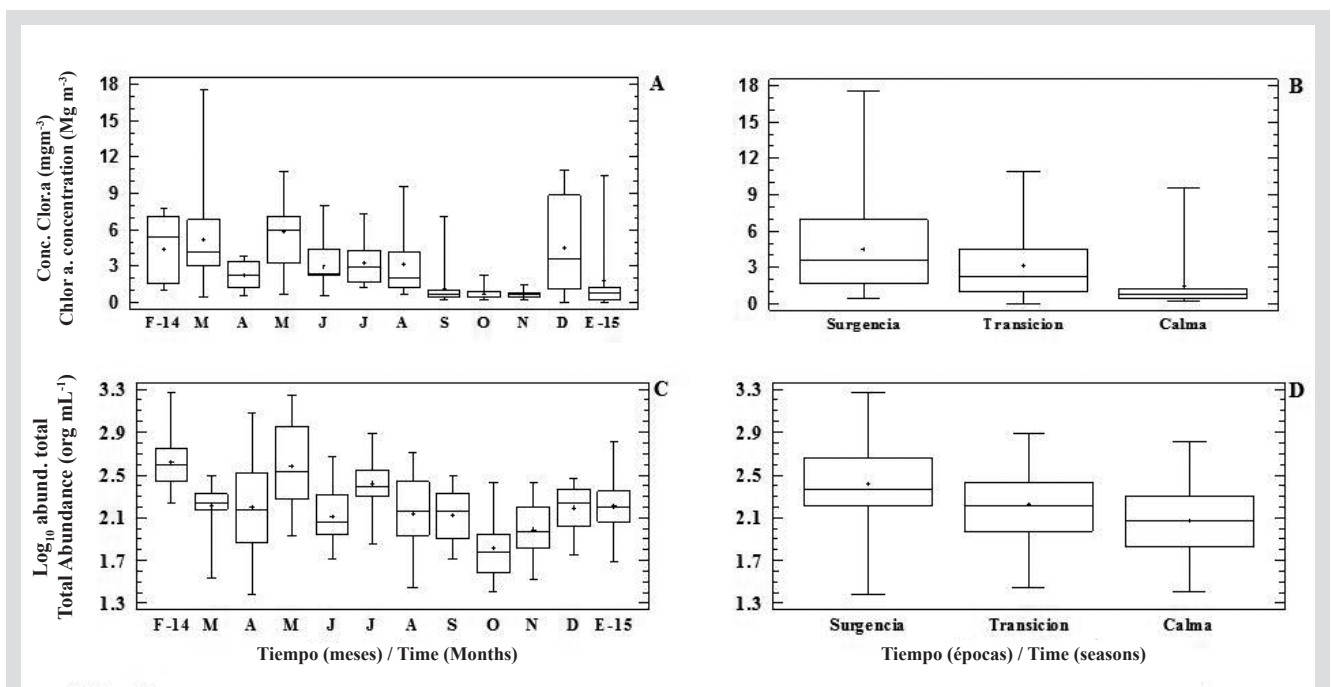 A
18
15
12
9
6
3
0
Conc. Clor.a (mgm⁻³)
Chlor a. concentration (Mg m⁻³)
F-14 M A M J J A S O N D E-15
B
18
15
12
9
6
3
0
Surgencia Transicion Calma
C
3.3
2.9
2.5
2.1
1.7
1.3
Log₁₀ abund. total
Total Abundance (org mL⁻¹)
F-14 M A M J J A S O N D E-15
Tiempo (meses) / Time (Months)
D
3.3
2.9
2.5
2.1
1.7
1.3
Surgencia Transicion Calma
Tiempo (épocas) / Time (seasons)